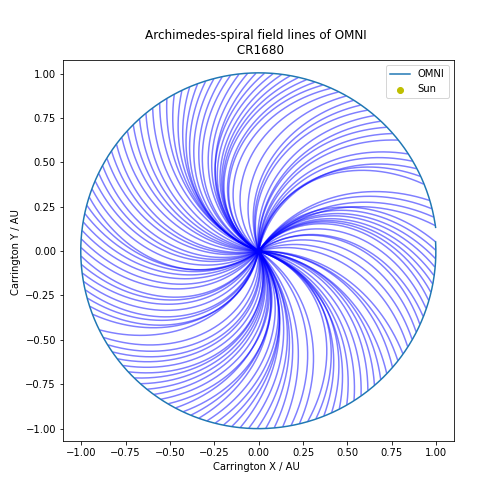 Archimedes-spiral field lines of OMNI
CR1680
OMNI
Sun
1.00
0.75
0.50
0.25
0.00
−0.25
−0.50
−0.75
−1.00
Carrington Y / AU
−1.00 −0.75 −0.50 −0.25 0.00 0.25 0.50 0.75 1.00
Carrington X / AU